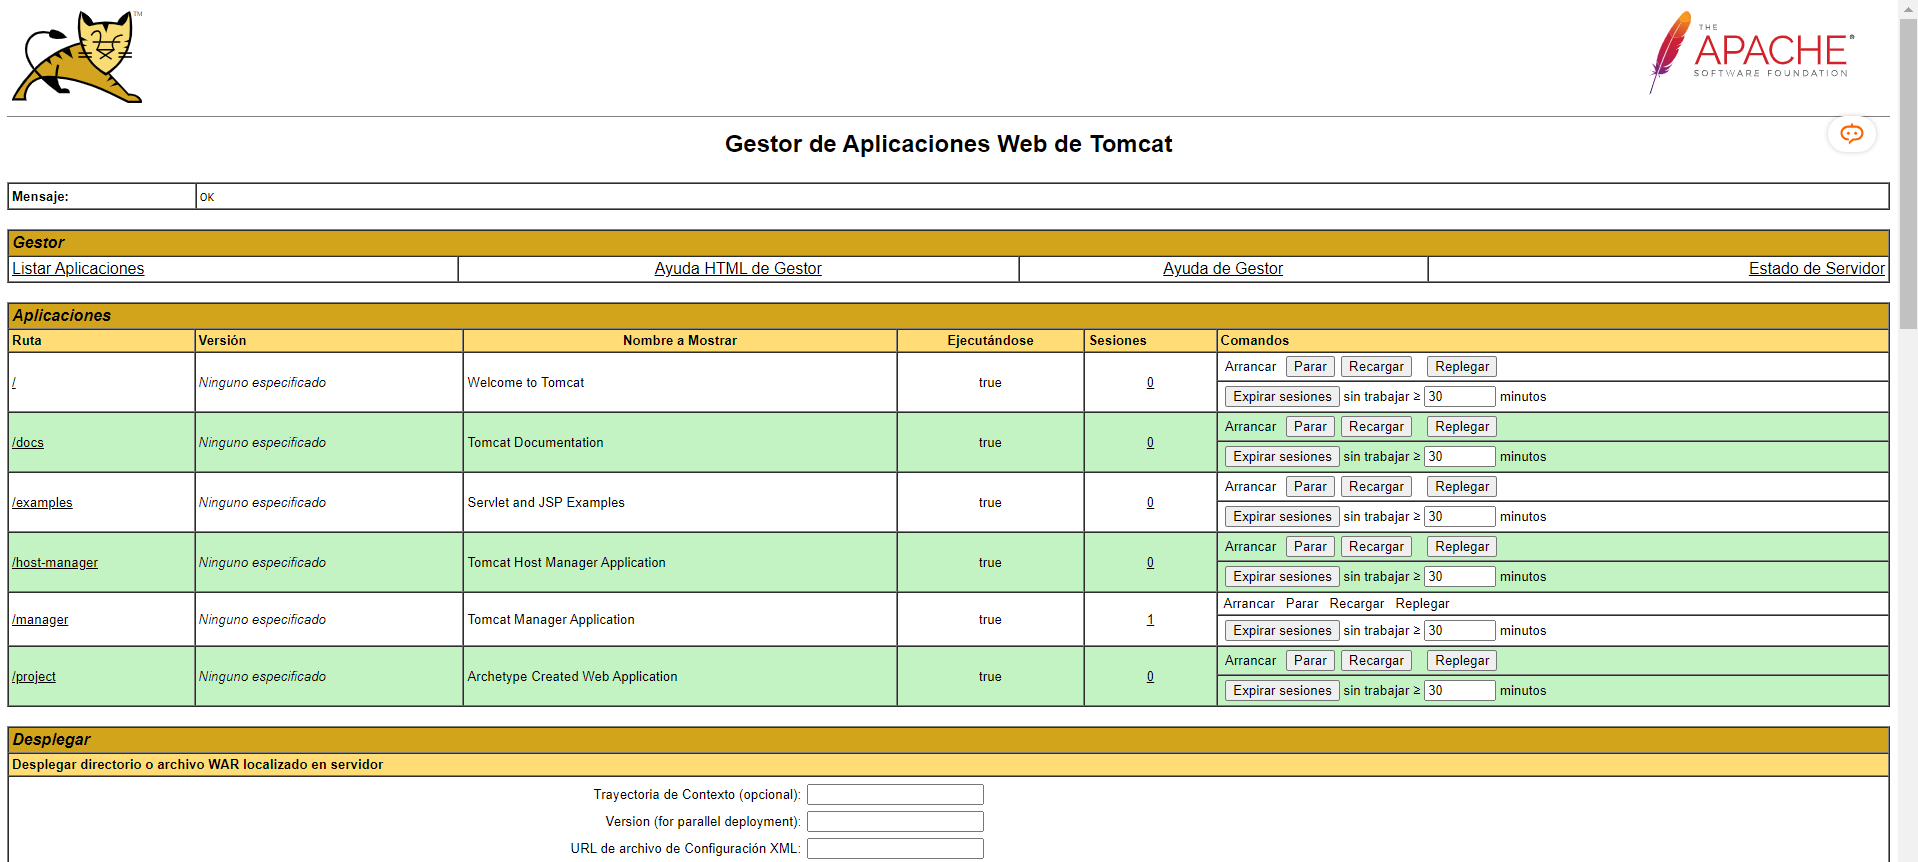 TM
THE
APACHE®
SOFTWARE FOUNDATION
Gestor de Aplicaciones Web de Tomcat
Mensaje: OK
Gestor
Listar Aplicaciones Ayuda HTML de Gestor Ayuda de Gestor Estado de Servidor
Aplicaciones
Ruta Versión Nombre a Mostrar Ejecutándose Sesiones Comandos
/ Ninguno especificado Welcome to Tomcat true 0 Arrancar Parar Recargar Replegar
Expirar sesiones sin trabajar ≥ 30 minutos
/docs Ninguno especificado Tomcat Documentation true 0 Arrancar Parar Recargar Replegar
Expirar sesiones sin trabajar ≥ 30 minutos
/examples Ninguno especificado Servlet and JSP Examples true 0 Arrancar Parar Recargar Replegar
Expirar sesiones sin trabajar ≥ 30 minutos
/host-manager Ninguno especificado Tomcat Host Manager Application true 0 Arrancar Parar Recargar Replegar
Expirar sesiones sin trabajar ≥ 30 minutos
/manager Ninguno especificado Tomcat Manager Application true 1 Arrancar Parar Recargar Replegar
Expirar sesiones sin trabajar ≥ 30 minutos
/project Ninguno especificado Archetype Created Web Application true 0 Arrancar Parar Recargar Replegar
Expirar sesiones sin trabajar ≥ 30 minutos
Desplegar
Desplegar directorio o archivo WAR localizado en servidor
Trayectoria de Contexto (opcional):
Version (for parallel deployment):
URL de archivo de Configuración XML: